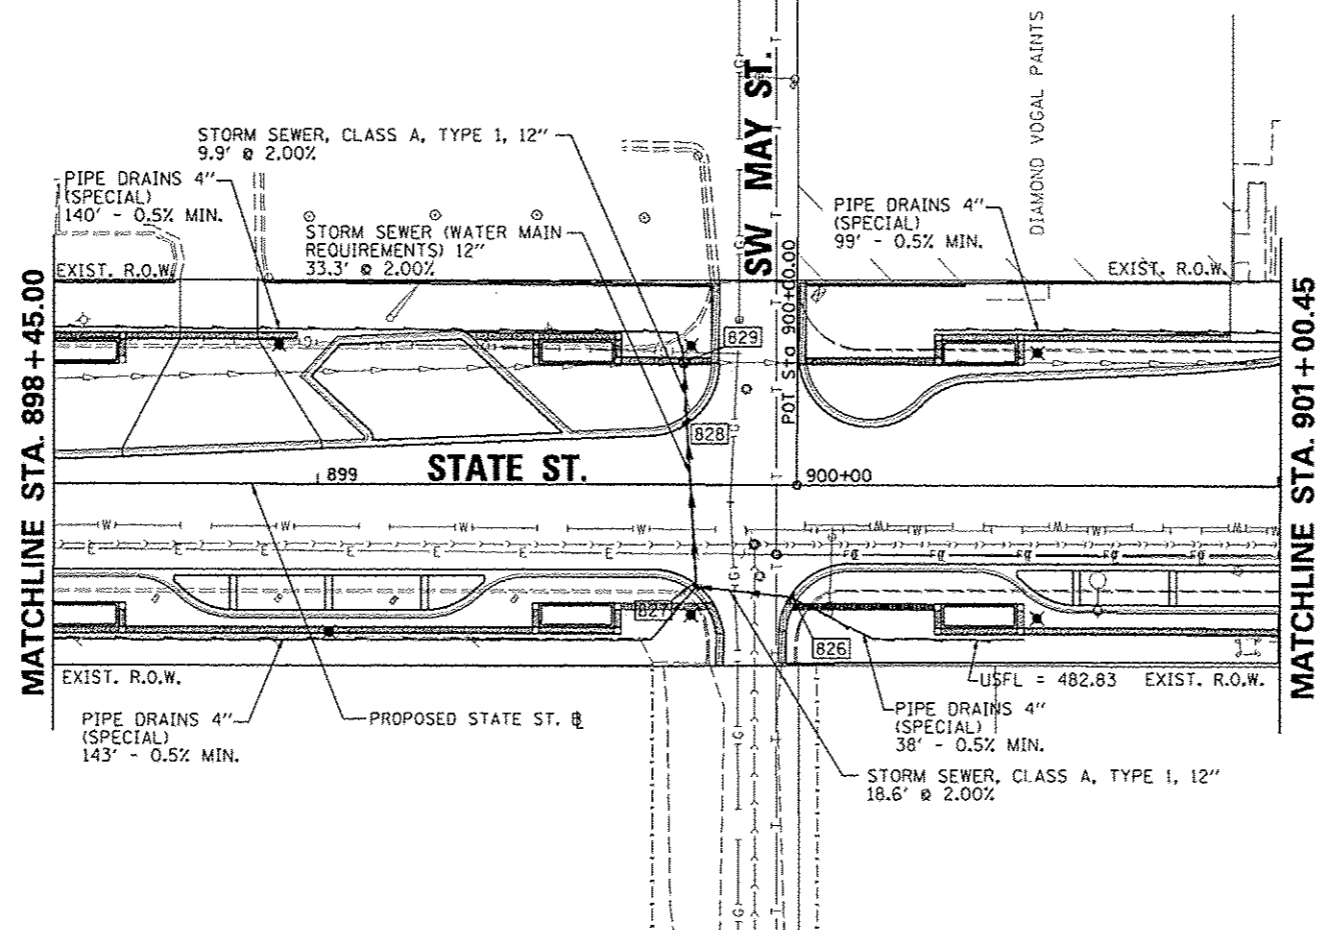 STORM SEWER, CLASS A, TYPE 1, 12"
9.9' @ 2.00%
PIPE DRAINS 4"
(SPECIAL)
140' - 0.5% MIN.
STORM SEWER (WATER MAIN
REQUIREMENTS) 12"
33.3' @ 2.00%
SW MAY ST.
DIAMOND VOGAL PAINTS
PIPE DRAINS 4"
(SPECIAL)
99' - 0.5% MIN.
EXIST. R.O.W.
EXIST. R.O.W.
POT Sta 900+00.00
MATCHLINE STA. 898+45.00
MATCHLINE STA. 901+00.45
829
828
899
STATE ST.
900+00
W
W
W
W
W
W
W
W
E
E
E
E
E
E
827
826
EXIST. R.O.W.
USFL = 482.83
EXIST. R.O.W.
PIPE DRAINS 4"
(SPECIAL)
143' - 0.5% MIN.
PROPOSED STATE ST. ℄
PIPE DRAINS 4"
(SPECIAL)
38' - 0.5% MIN.
STORM SEWER, CLASS A, TYPE 1, 12"
18.6' @ 2.00%